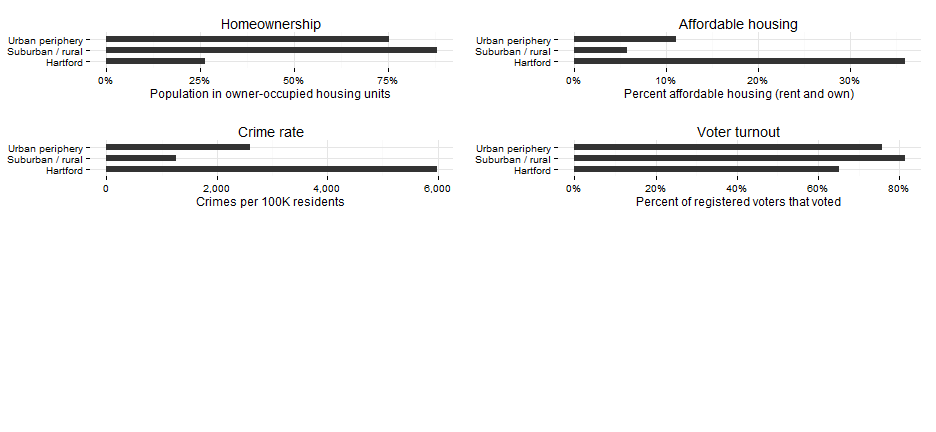 Homeownership
Urban periphery
Suburban / rural
Hartford
0% 25% 50% 75%
Population in owner-occupied housing units
Affordable housing
Urban periphery
Suburban / rural
Hartford
0% 10% 20% 30%
Percent affordable housing (rent and own)
Crime rate
Urban periphery
Suburban / rural
Hartford
0 2,000 4,000 6,000
Crimes per 100K residents
Voter turnout
Urban periphery
Suburban / rural
Hartford
0% 20% 40% 60% 80%
Percent of registered voters that voted